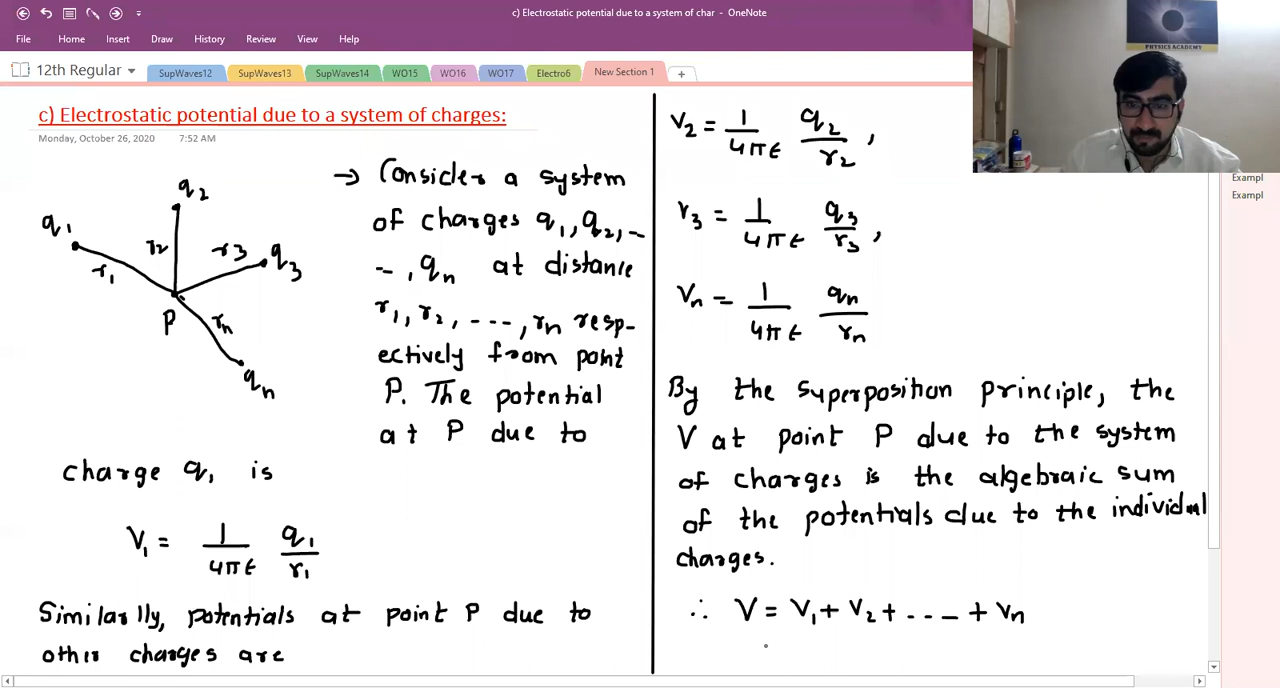 c) Electrostatic potential due to a system of char - OneNote
File Home Insert Draw History Review View Help
12th Regular SupWaves12 SupWaves13 SupWaves14 WO15 WO16 WO17 Electro6 New Section 1 +
PHYSICS ACADEMY
Exampl
Exampl
c) Electrostatic potential due to a system of charges:
Monday, October 26, 2020 7:52 AM
q2
q1
r2
r3
q3
r1
P
rn
qn
→ Consider a system
of charges q1, q2, --
--, qn at distance
r1, r2, ----, rn resp-
ectively from point
P. The potential
at P due to
charge q1 is
V1 = 1/4πϵ q1/r1
Similarly, potentials at point P due to
other charges are
V2 = 1/4πϵ q2/r2 ,
V3 = 1/4πϵ q3/r3 ,
Vn = 1/4πϵ qn/rn
By the superposition principle, the
V at point P due to the system
of charges is the algebraic sum
of the potentials due to the individual
charges.
∴ V = V1 + V2 + ---- + Vn